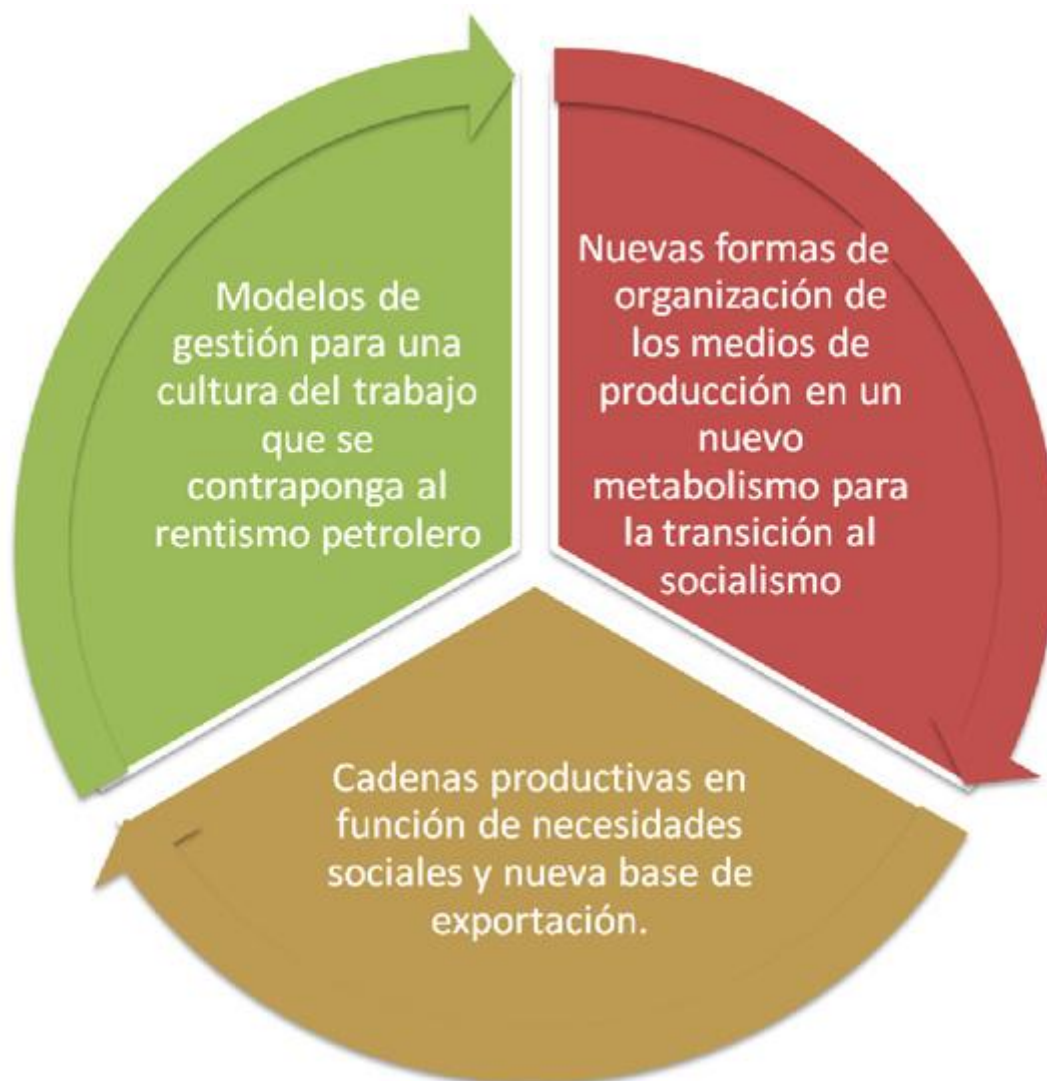 Modelos de
gestión para una
cultura del trabajo
que se
contraponga al
rentismo petrolero
Nuevas formas de
organización de
los medios de
producción en un
nuevo
metabolismo para
la transición al
socialismo
Cadenas productivas en
función de necesidades
sociales y nueva base de
exportación.